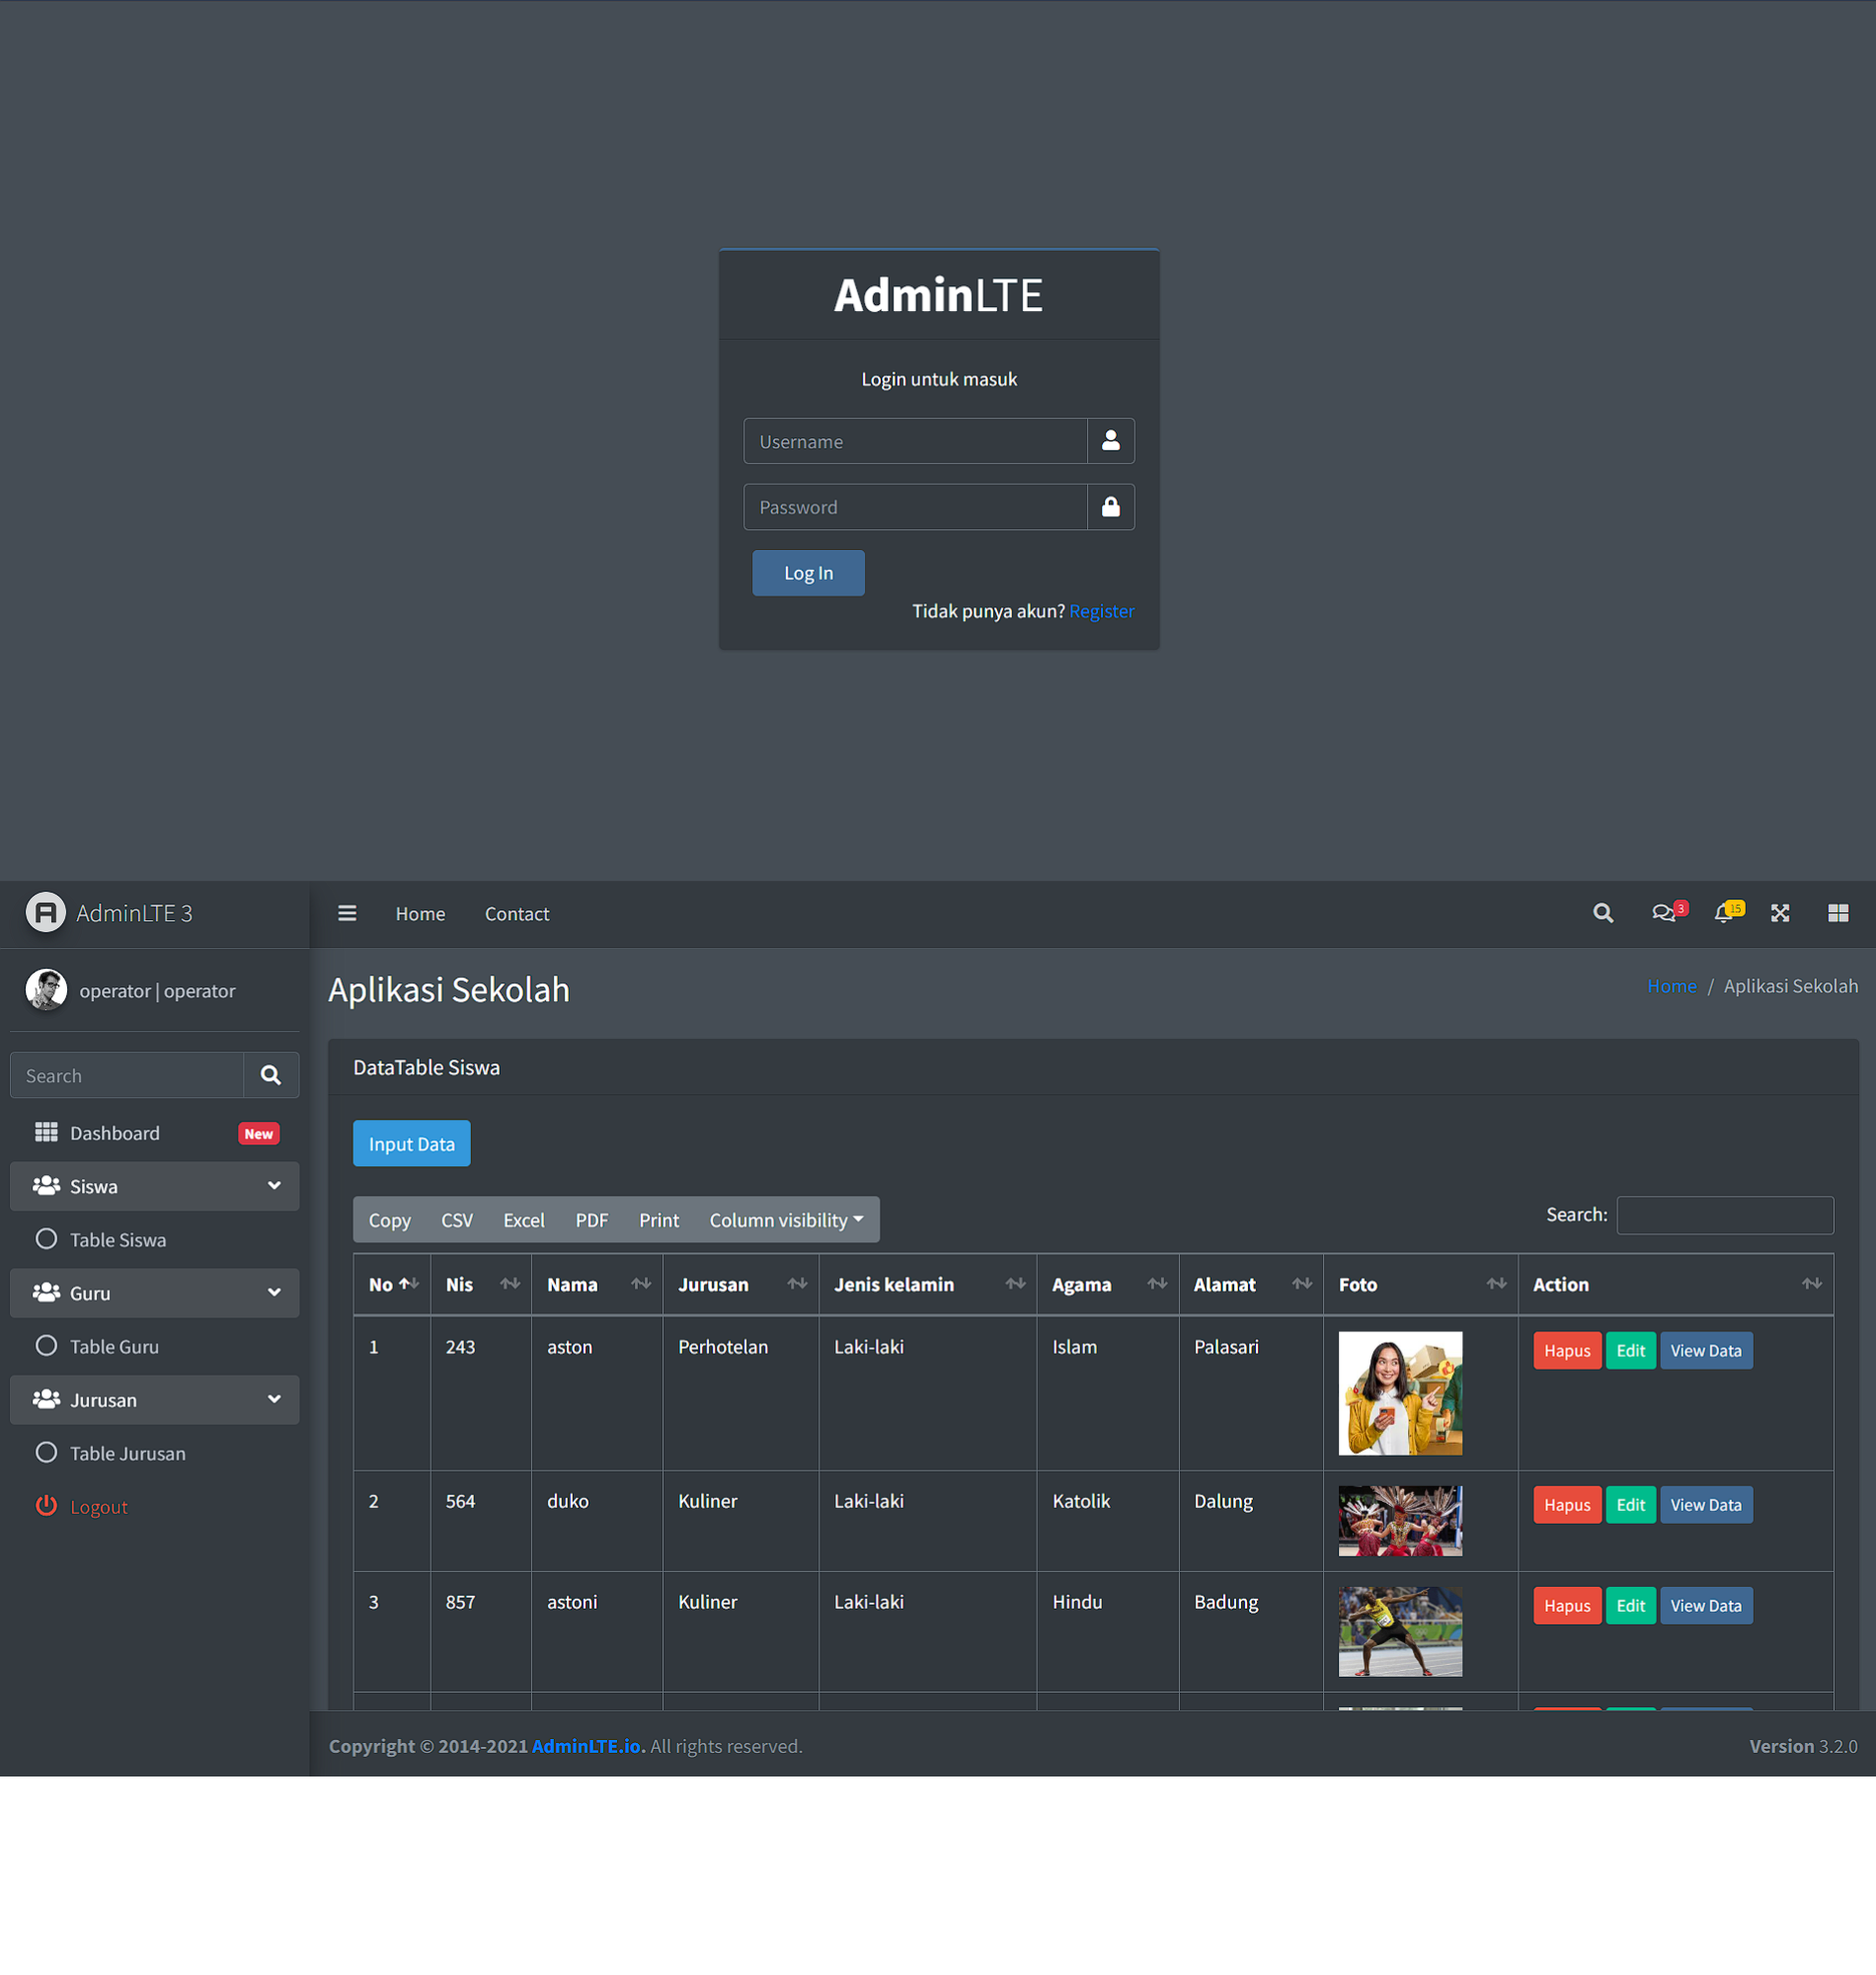 AdminLTE
Login untuk masuk
Username
Password
Log In
Tidak punya akun? Register
AdminLTE 3
Home Contact
3 15
operator | operator
Aplikasi Sekolah
Home / Aplikasi Sekolah
Search
Dashboard New
Siswa
Table Siswa
Guru
Table Guru
Jurusan
Table Jurusan
Logout
DataTable Siswa
Input Data
Copy CSV Excel PDF Print Column visibility
Search:
No Nis Nama Jurusan Jenis kelamin Agama Alamat Foto Action
1 243 aston Perhotelan Laki-laki Islam Palasari Hapus Edit View Data
2 564 duko Kuliner Laki-laki Katolik Dalung Hapus Edit View Data
3 857 astoni Kuliner Laki-laki Hindu Badung Hapus Edit View Data
Copyright © 2014-2021 AdminLTE.io. All rights reserved.
Version 3.2.0